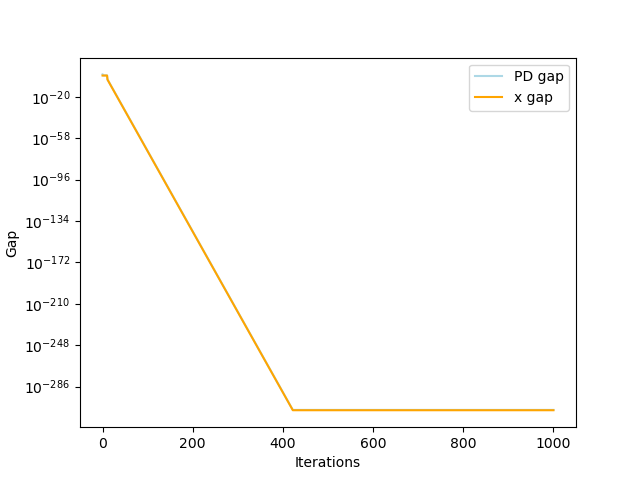 PD gap
x gap
10⁻²⁰
10⁻⁵⁸
10⁻⁹⁶
10⁻¹³⁴
10⁻¹⁷²
10⁻²¹⁰
10⁻²⁴⁸
10⁻²⁸⁶
Gap
0 200 400 600 800 1000
Iterations